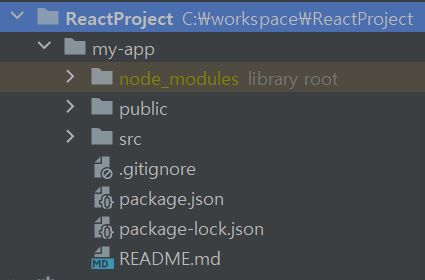 ReactProject C:₩workspace₩ReactProject
my-app
node_modules library root
public
src
.gitignore
package.json
package-lock.json
MD README.md